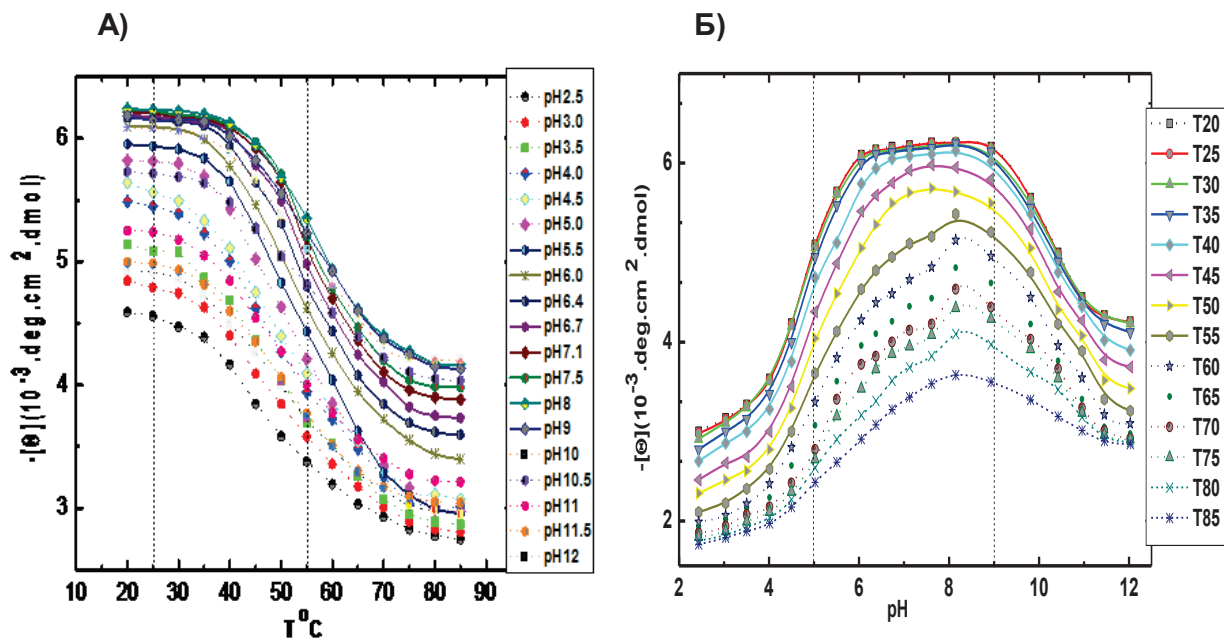 А)
Б)
-[Θ](10⁻³.deg.cm ².dmol)
6
5
4
3
10 20 30 40 50 60 70 80 90
T°C
pH2.5
pH3.0
pH3.5
pH4.0
pH4.5
pH5.0
pH5.5
pH6.0
pH6.4
pH6.7
pH7.1
pH7.5
pH8
pH9
pH10
pH10.5
pH11
pH11.5
pH12
-[Θ](10⁻³.deg.cm ².dmol)
6
4
2
2 4 6 8 10 12
pH
T20
T25
T30
T35
T40
T45
T50
T55
T60
T65
T70
T75
T80
T85